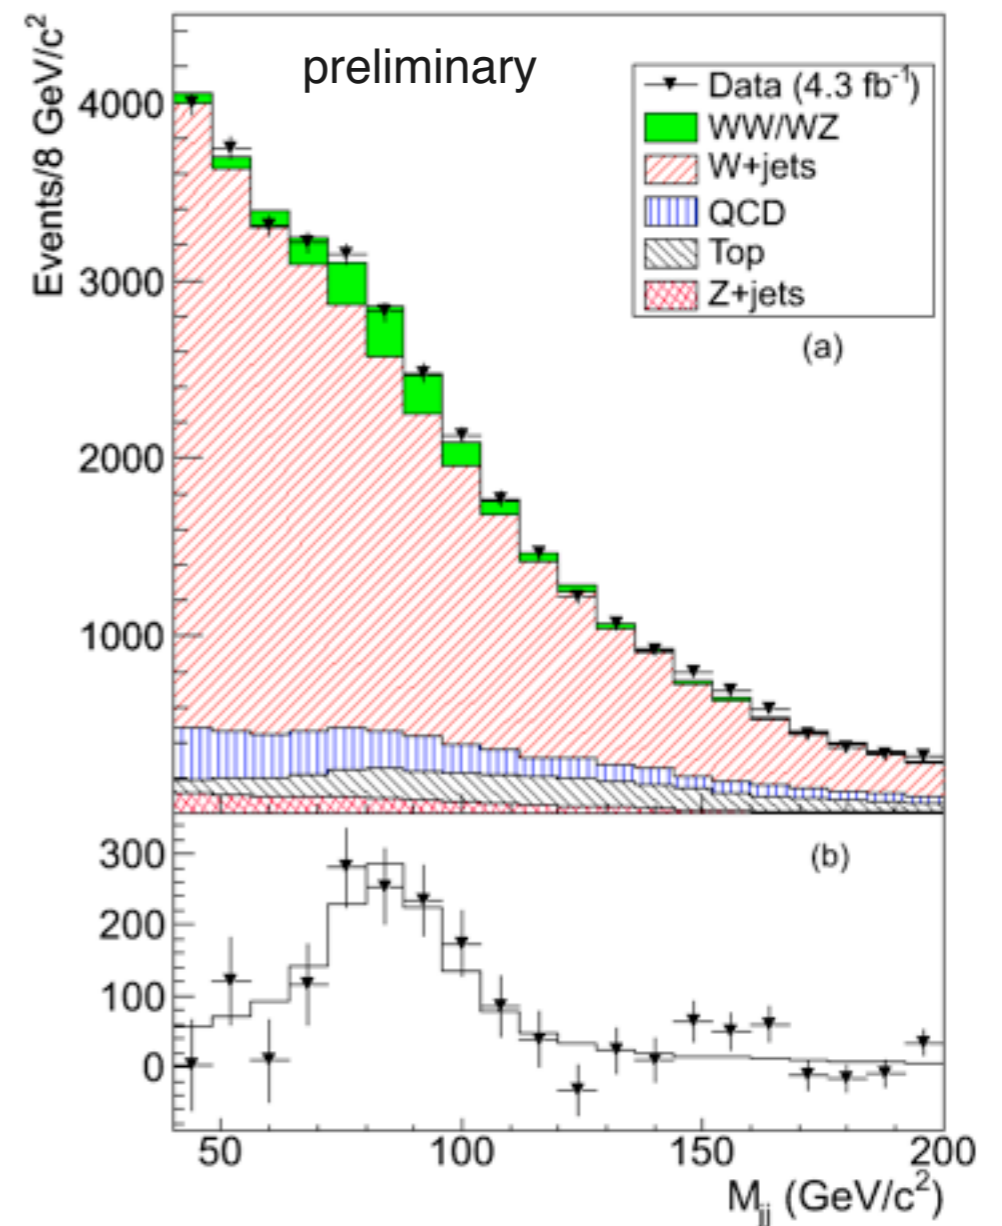 preliminary
Events/8 GeV/c²
4000
3000
2000
1000
Data (4.3 fb⁻¹)
WW/WZ
W+jets
QCD
Top
Z+jets
(a)
300
200
100
0
(b)
50 100 150 200
M_jj (GeV/c²)